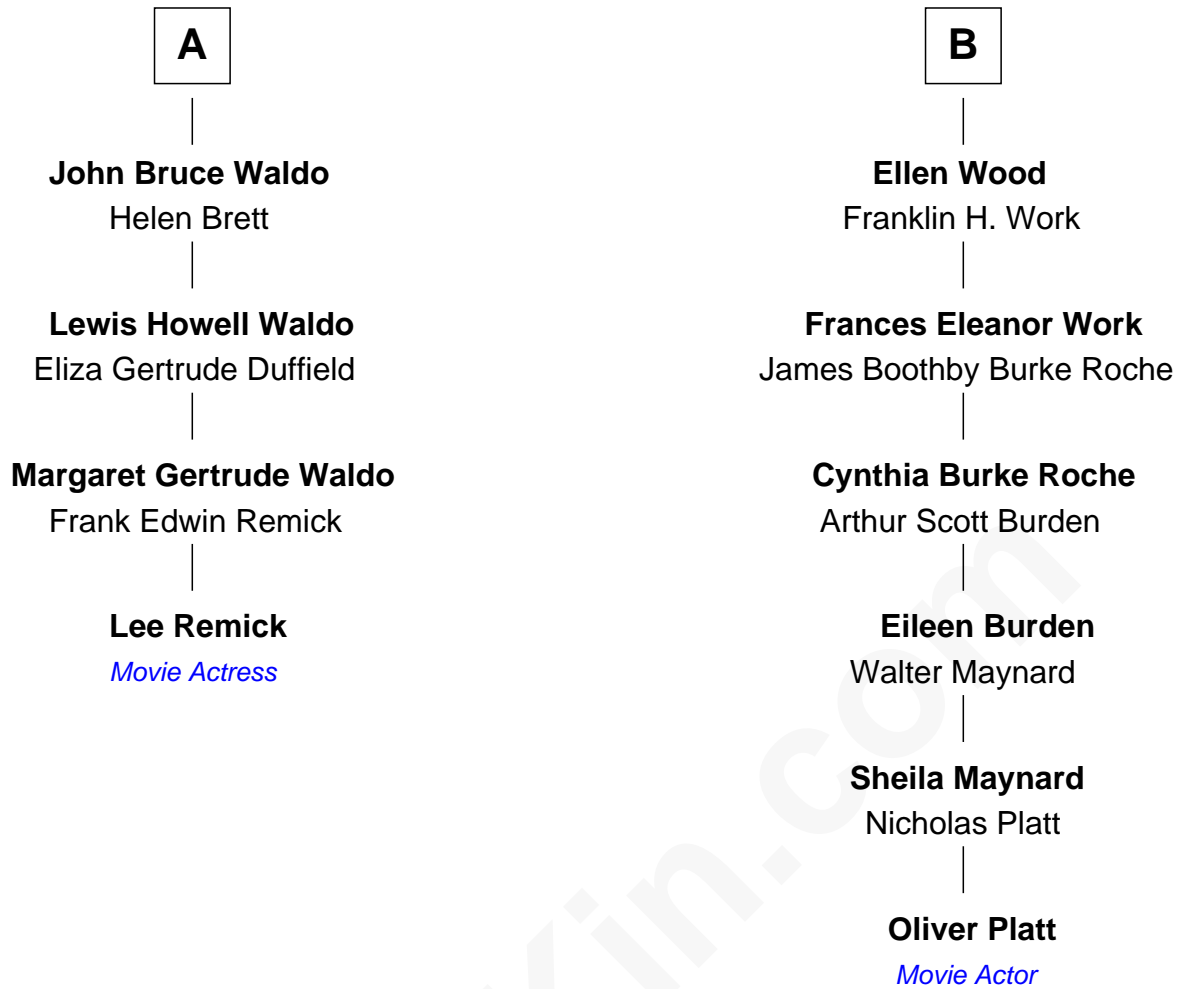 A
John Bruce Waldo
Helen Brett
Lewis Howell Waldo
Eliza Gertrude Duffield
Margaret Gertrude Waldo
Frank Edwin Remick
Lee Remick
Movie Actress
B
Ellen Wood
Franklin H. Work
Frances Eleanor Work
James Boothby Burke Roche
Cynthia Burke Roche
Arthur Scott Burden
Eileen Burden
Walter Maynard
Sheila Maynard
Nicholas Platt
Oliver Platt
Movie Actor